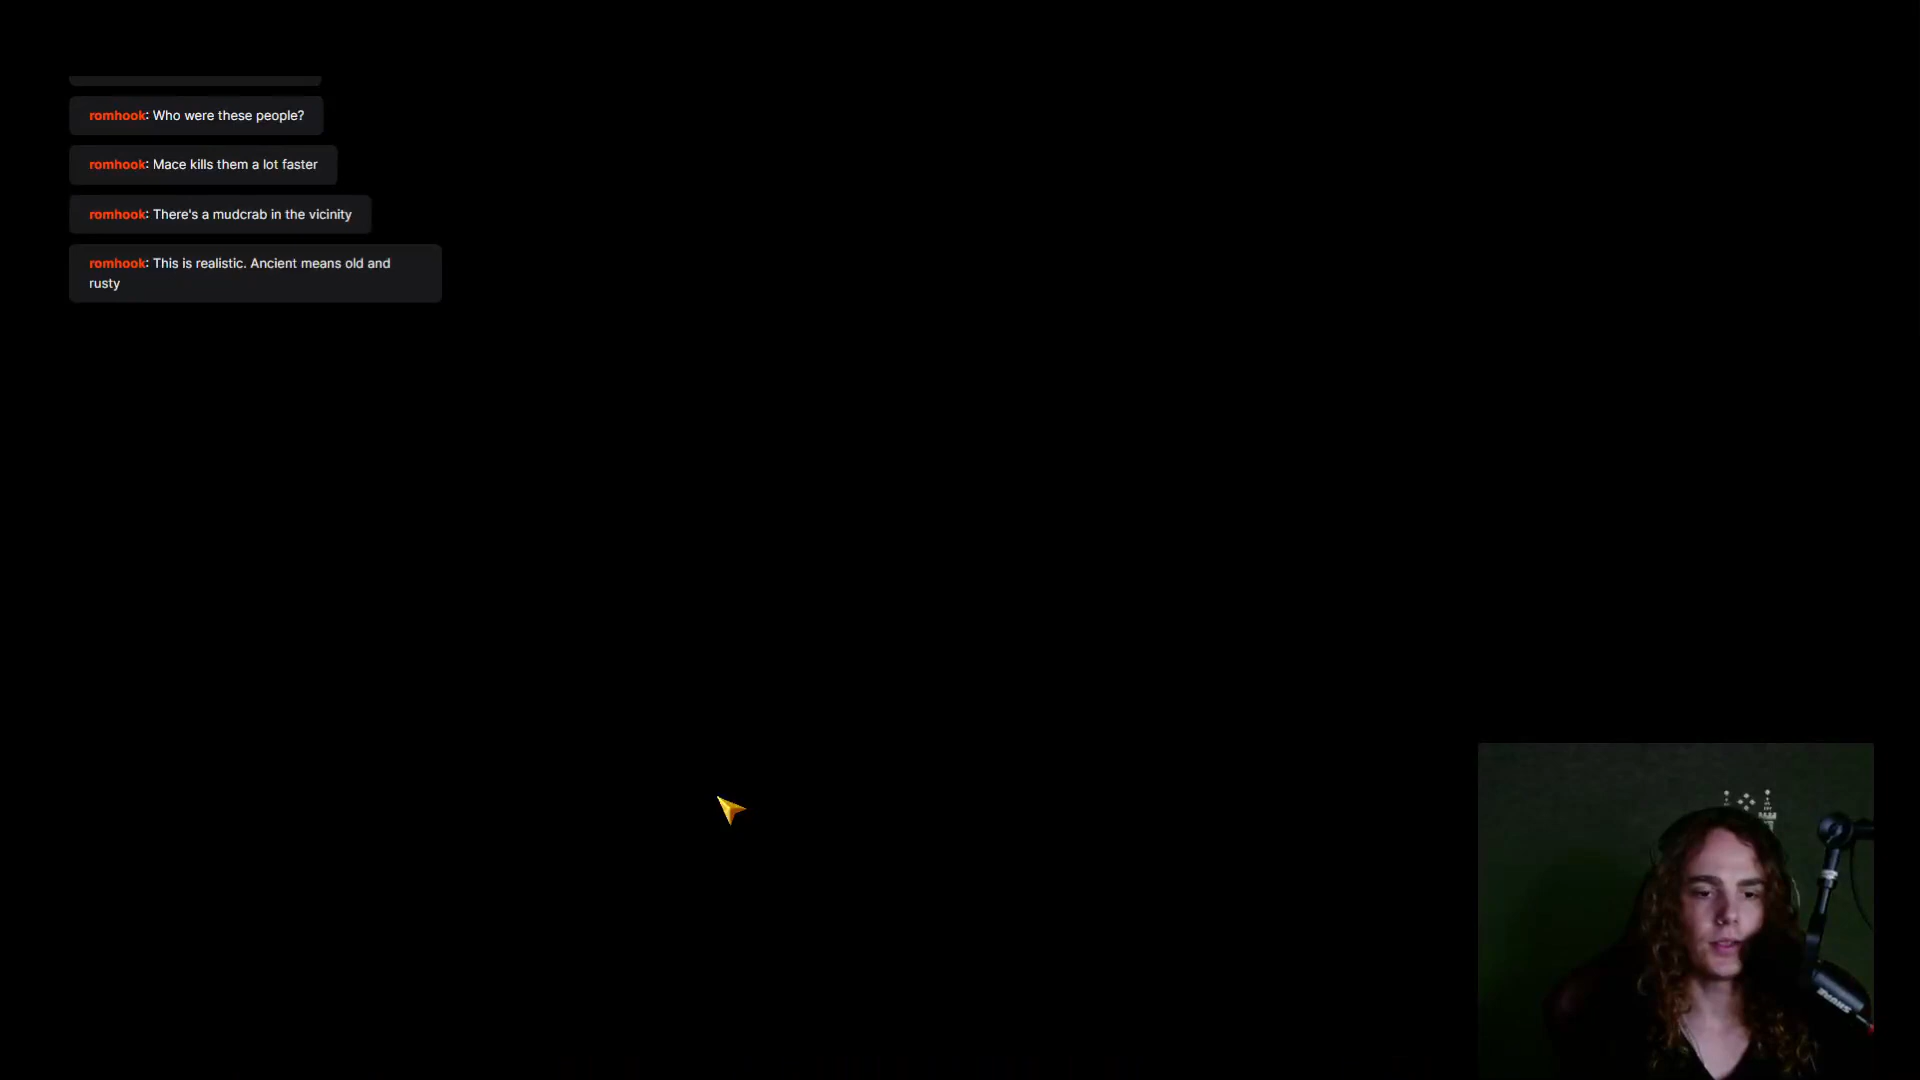 romhook: Who were these people?
romhook: Mace kills them a lot faster
romhook: There's a mudcrab in the vicinity
romhook: This is realistic. Ancient means old and
rusty
SHURE